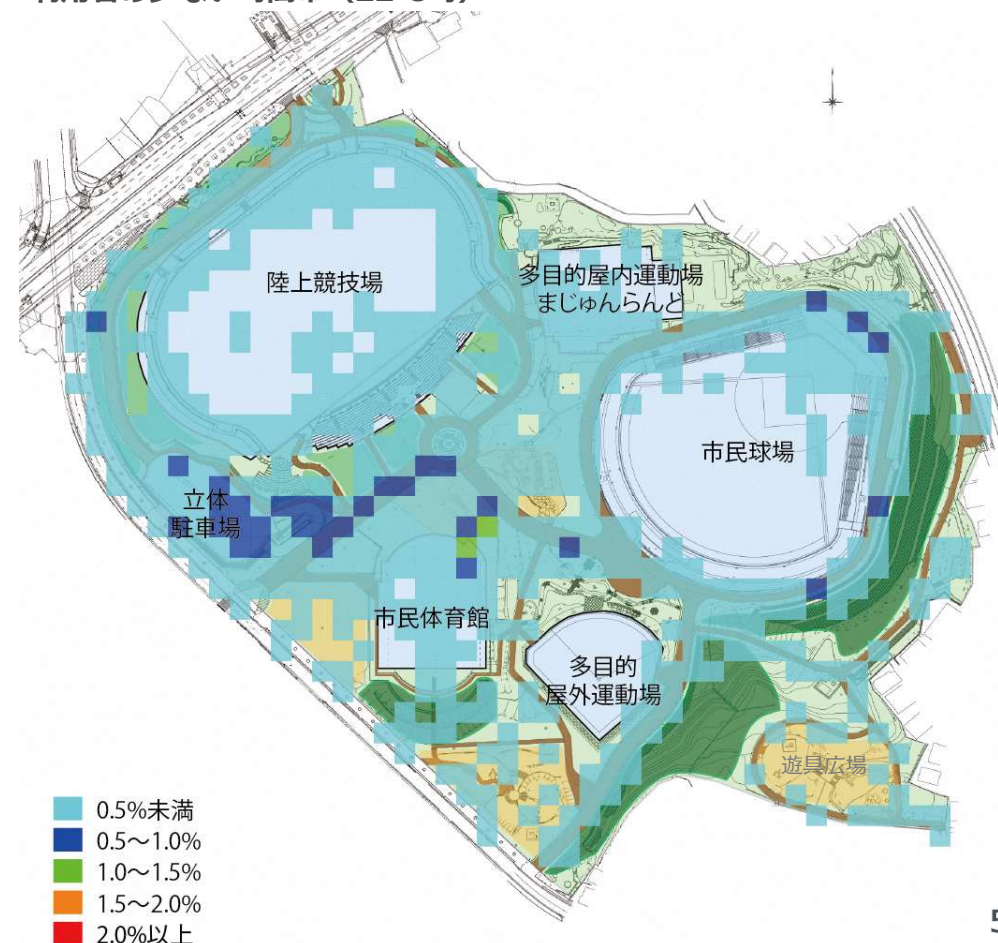 陸上競技場
多目的屋内運動場
まじゅんらんど
市民球場
立体
駐車場
市民体育館
多目的
屋外運動場
遊具広場
0.5%未満
0.5～1.0%
1.0～1.5%
1.5～2.0%
2.0%以上
5